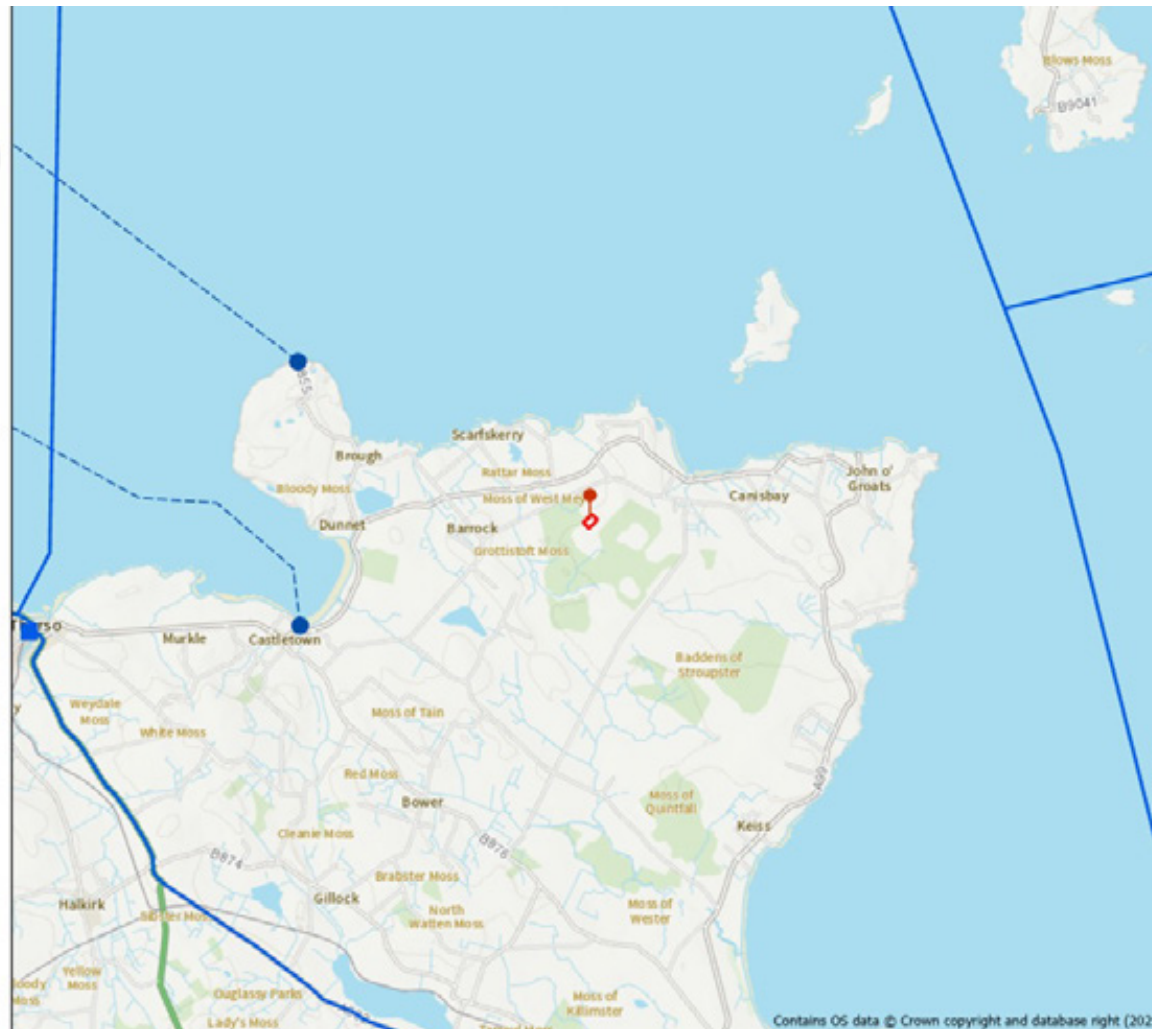 Blows Moss
B9041
B855
Scarfskerry
Brough
Rattar Moss
John o'
Groats
Bloody Moss
Moss of West Mey
Canisbay
Dunnet
Barrock
Grottistoft Moss
Murkle
Castletown
Baddens of
Stroupster
Weydale
Moss
Moss of Tain
White Moss
Red Moss
A99
Bower
Moss of
Quintfall
Keiss
Cleanie Moss
B876
B874
Brabster Moss
Gillock
Halkirk
North
Watten Moss
Moss of
Wester
Yellow
Moss
Moss
Ouglassy Parks
Moss of
Killimster
Lady's Moss
Contains OS data © Crown copyright and database right (202